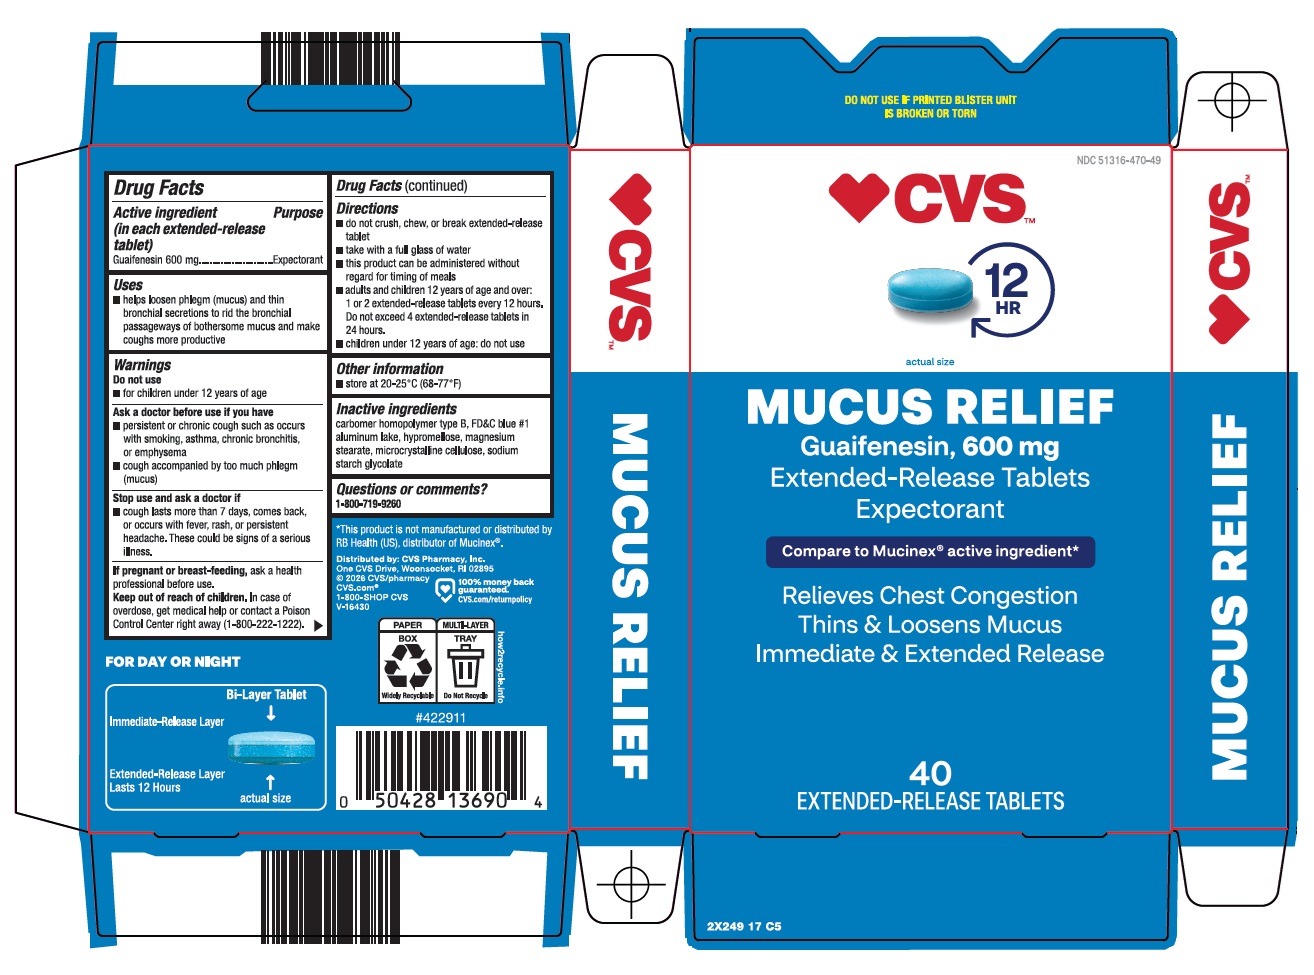 Drug Facts
Active ingredient Purpose
(in each extended-release
tablet)
Guaifenesin 600 mg........................Expectorant
Uses
■ helps loosen phlegm (mucus) and thin
bronchial secretions to rid the bronchial
passageways of bothersome mucus and make
coughs more productive
Warnings
Do not use
■ for children under 12 years of age
Ask a doctor before use if you have
■ persistent or chronic cough such as occurs
with smoking, asthma, chronic bronchitis,
or emphysema
■ cough accompanied by too much phlegm
(mucus)
Stop use and ask a doctor if
■ cough lasts more than 7 days, comes back,
or occurs with fever, rash, or persistent
headache. These could be signs of a serious
illness.
If pregnant or breast-feeding, ask a health
professional before use.
Keep out of reach of children. In case of
overdose, get medical help or contact a Poison
Control Center right away (1-800-222-1222).
FOR DAY OR NIGHT
Bi-Layer Tablet
Immediate-Release Layer
Extended-Release Layer
Lasts 12 Hours
actual size
Drug Facts (continued)
Directions
■ do not crush, chew, or break extended-release
tablet
■ take with a full glass of water
■ this product can be administered without
regard for timing of meals
■ adults and children 12 years of age and over:
1 or 2 extended-release tablets every 12 hours.
Do not exceed 4 extended-release tablets in
24 hours.
■ children under 12 years of age: do not use
Other information
■ store at 20-25°C (68-77°F)
Inactive ingredients
carbomer homopolymer type B, FD&C blue #1
aluminum lake, hypromellose, magnesium
stearate, microcrystalline cellulose, sodium
starch glycolate
Questions or comments?
1-800-719-9260
*This product is not manufactured or distributed by
RB Health (US), distributor of Mucinex®.
Distributed by: CVS Pharmacy, Inc.
One CVS Drive, Woonsocket, RI 02895
© 2026 CVS/pharmacy
CVS.com®
1-800-SHOP CVS
V-16430
100% money back
guaranteed.
CVS.com/returnpolicy
PAPER
BOX
Widely Recyclable
MULTI-LAYER
TRAY
Do Not Recycle
how2recycle.info
#422911
0 50428 13690 4
CVS™
MUCUS RELIEF
DO NOT USE IF PRINTED BLISTER UNIT
IS BROKEN OR TORN
NDC 51316-470-49
CVS™
12
HR
actual size
MUCUS RELIEF
Guaifenesin, 600 mg
Extended-Release Tablets
Expectorant
Compare to Mucinex® active ingredient*
Relieves Chest Congestion
Thins & Loosens Mucus
Immediate & Extended Release
40
EXTENDED-RELEASE TABLETS
2X249 17 C5
CVS™
MUCUS RELIEF